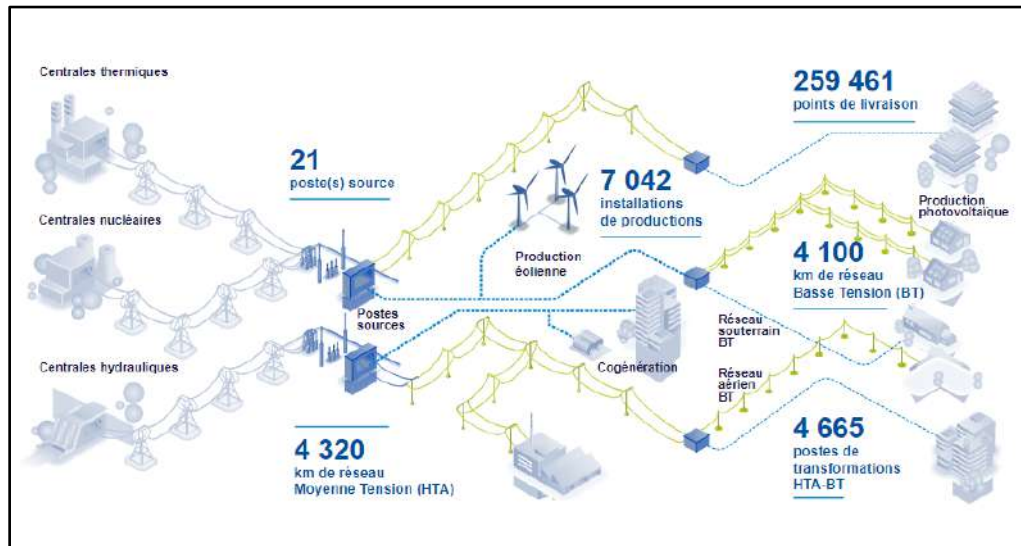 Centrales thermiques
259 461
points de livraison
21
poste(s) source
7 042
installations
de productions
Centrales nucléaires
Production
photovoltaïque
Production
éolienne
4 100
km de réseau
Basse Tension (BT)
Postes
sources
Réseau
souterrain
BT
Centrales hydrauliques
Cogénération
Réseau
aérien
BT
4 320
km de réseau
Moyenne Tension (HTA)
4 665
postes de
transformations
HTA-BT